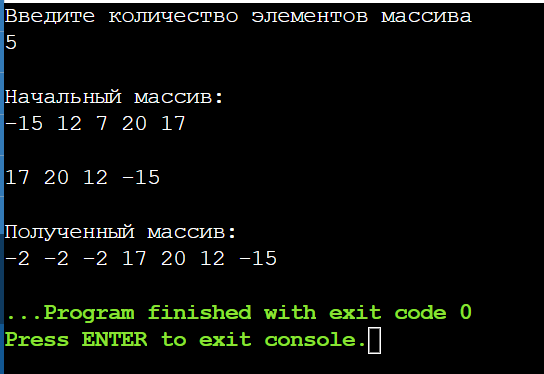 Введите количество элементов массива
5
Начальный массив:
-15 12 7 20 17
17 20 12 -15
Полученный массив:
-2 -2 -2 17 20 12 -15
...Program finished with exit code 0
Press ENTER to exit console.